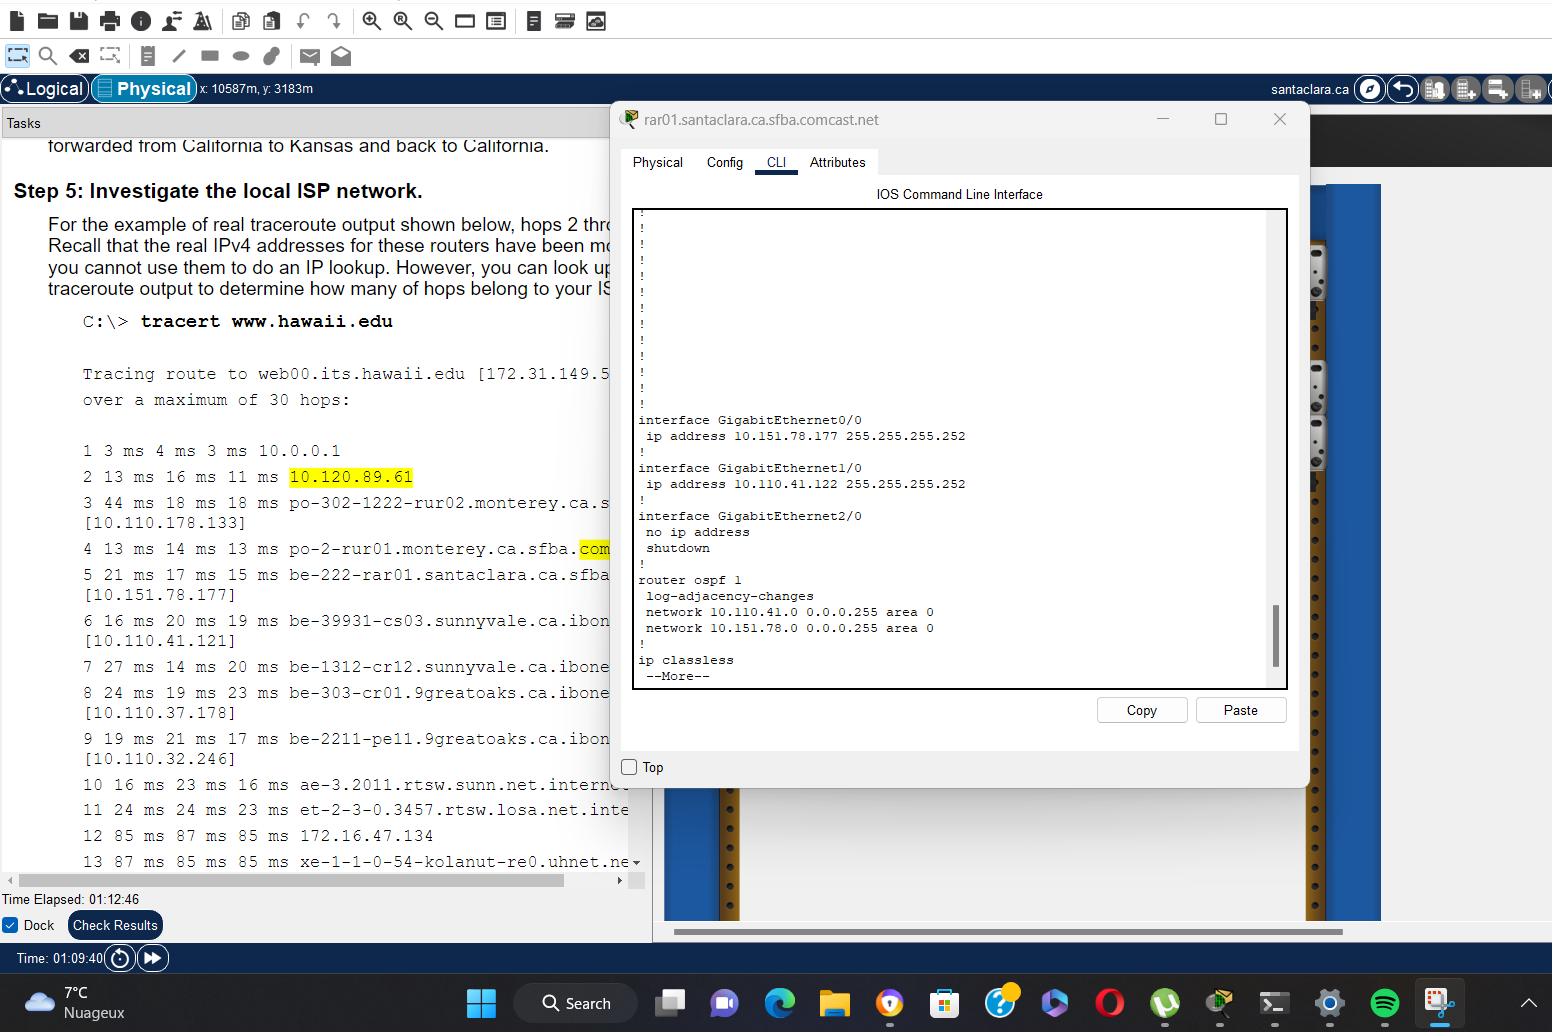 Logical
Physical
x: 10587m, y: 3183m
santaclara.ca
Tasks
forwarded from California to Kansas and back to California.
Step 5: Investigate the local ISP network.
For the example of real traceroute output shown below, hops 2 thr
Recall that the real IPv4 addresses for these routers have been m
you cannot use them to do an IP lookup. However, you can look up
traceroute output to determine how many of hops belong to your IS
C:\> tracert www.hawaii.edu
Tracing route to web00.its.hawaii.edu [172.31.149.5
over a maximum of 30 hops:
1 3 ms 4 ms 3 ms 10.0.0.1
2 13 ms 16 ms 11 ms 10.120.89.61
3 44 ms 18 ms 18 ms po-302-1222-rur02.monterey.ca.s
[10.110.178.133]
4 13 ms 14 ms 13 ms po-2-rur01.monterey.ca.sfba.com
5 21 ms 17 ms 15 ms be-222-rar01.santaclara.ca.sfba
[10.151.78.177]
6 16 ms 20 ms 19 ms be-39931-cs03.sunnyvale.ca.ibon
[10.110.41.121]
7 27 ms 14 ms 20 ms be-1312-cr12.sunnyvale.ca.ibone
8 24 ms 19 ms 23 ms be-303-cr01.9greatoaks.ca.ibone
[10.110.37.178]
9 19 ms 21 ms 17 ms be-2211-pe11.9greatoaks.ca.ibon
[10.110.32.246]
10 16 ms 23 ms 16 ms ae-3.2011.rtsw.sunn.net.interne
11 24 ms 24 ms 23 ms et-2-3-0.3457.rtsw.losa.net.inte
12 85 ms 87 ms 85 ms 172.16.47.134
13 87 ms 85 ms 85 ms xe-1-1-0-54-kolanut-re0.uhnet.ne
Time Elapsed: 01:12:46
Dock
Check Results
Time: 01:09:40
rar01.santaclara.ca.sfba.comcast.net
Physical
Config
CLI
Attributes
IOS Command Line Interface
!
!
!
!
!
!
!
!
!
!
!
!
!
interface GigabitEthernet0/0
ip address 10.151.78.177 255.255.255.252
!
interface GigabitEthernet1/0
ip address 10.110.41.122 255.255.255.252
!
interface GigabitEthernet2/0
no ip address
shutdown
!
router ospf 1
log-adjacency-changes
network 10.110.41.0 0.0.0.255 area 0
network 10.151.78.0 0.0.0.255 area 0
!
ip classless
--More--
Copy
Paste
Top
7°C
Nuageux
Search